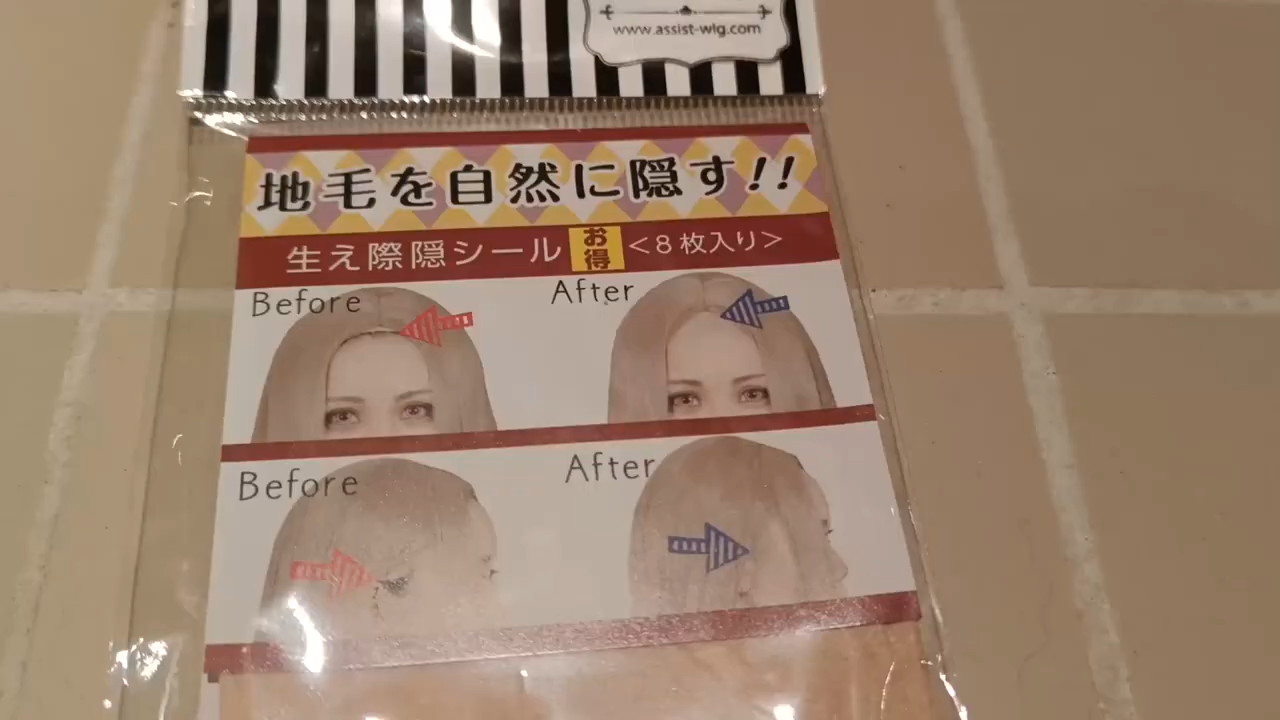 www.assist-wig.com
地毛を自然に隠す!!
生え際隠シール お得 <8枚入り>
Before
After
Before
After